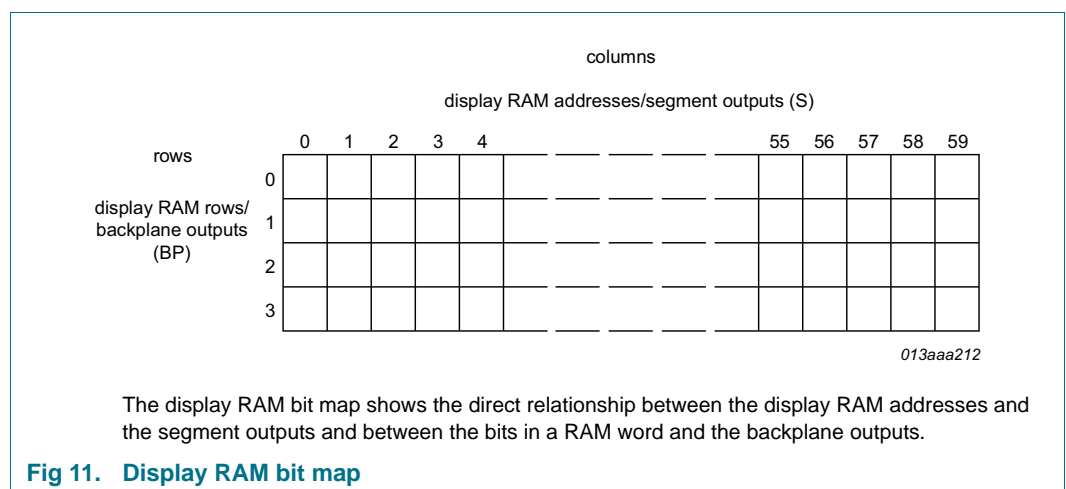 columns
display RAM addresses/segment outputs (S)
0 1 2 3 4 55 56 57 58 59
rows
0
display RAM rows/
backplane outputs
(BP)
1
2
3
013aaa212
The display RAM bit map shows the direct relationship between the display RAM addresses and
the segment outputs and between the bits in a RAM word and the backplane outputs.
Fig 11. Display RAM bit map